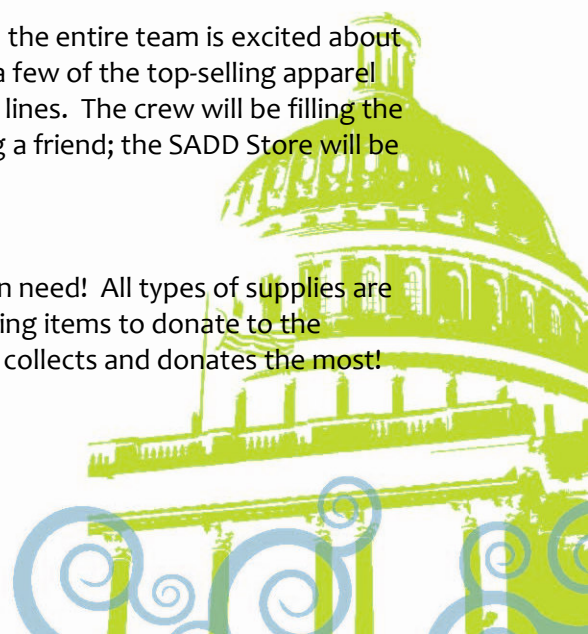 the entire team is excited about
a few of the top-selling apparel
lines.  The crew will be filling the
g a friend; the SADD Store will be
n need!  All types of supplies are
ing items to donate to the
collects and donates the most!